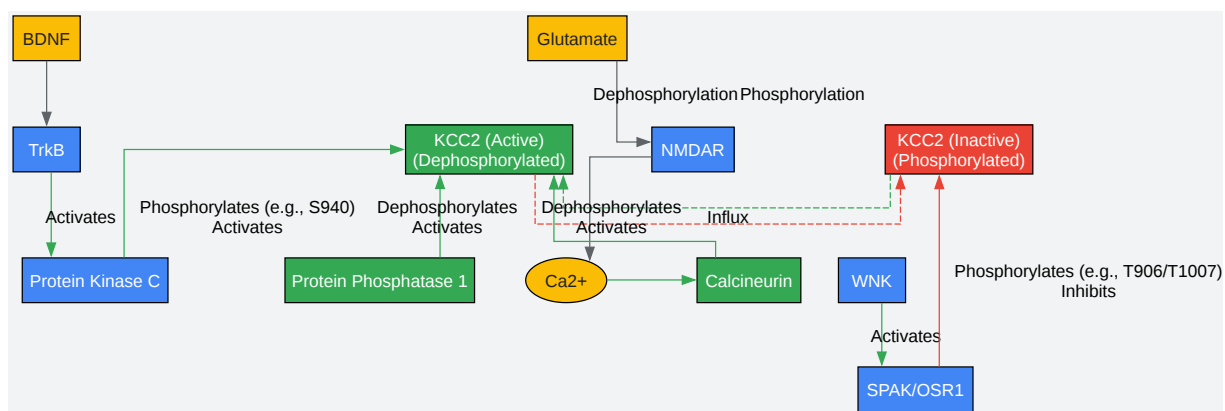 BDNF
Glutamate
Dephosphorylation
Phosphorylation
TrkB
KCC2 (Active)
(Dephosphorylated)
NMDAR
KCC2 (Inactive)
(Phosphorylated)
Activates
Phosphorylates (e.g., S940)
Activates
Dephosphorylates
Activates
Dephosphorylates
Activates
Influx
Protein Kinase C
Protein Phosphatase 1
Ca2+
Calcineurin
WNK
Phosphorylates (e.g., T906/T1007)
Inhibits
Activates
SPAK/OSR1